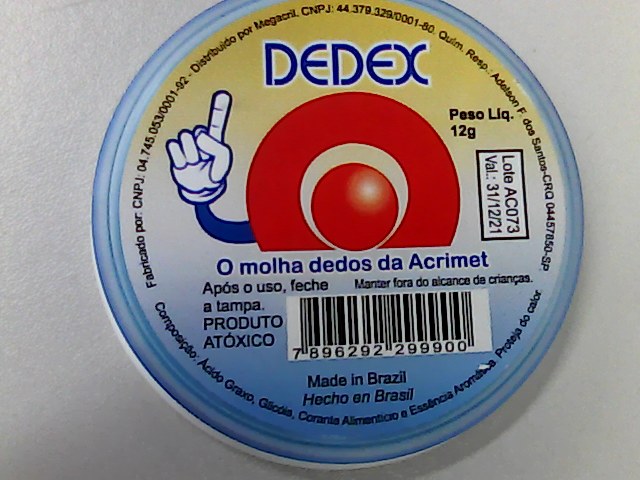 Fabricado por: CNPJ: 04.745.053/0001-92 - Distribuído por Megacril. CNPJ: 44.379.329/0001-80. Quím. Resp.: Adelson F. dos Santos-CRQ 04457850-SP
DEDEX
Peso Líq.
12g
Lote AC073
Val.: 31/12/21
O molha dedos da Acrimet
Após o uso, feche
a tampa.
PRODUTO
ATÓXICO
Manter fora do alcance de crianças.
7 896292 299900
Made in Brazil
Hecho en Brasil
Composição: Ácido Graxo, Glicóis, Corante Alimentício e Essência Aromática Proteja do calor